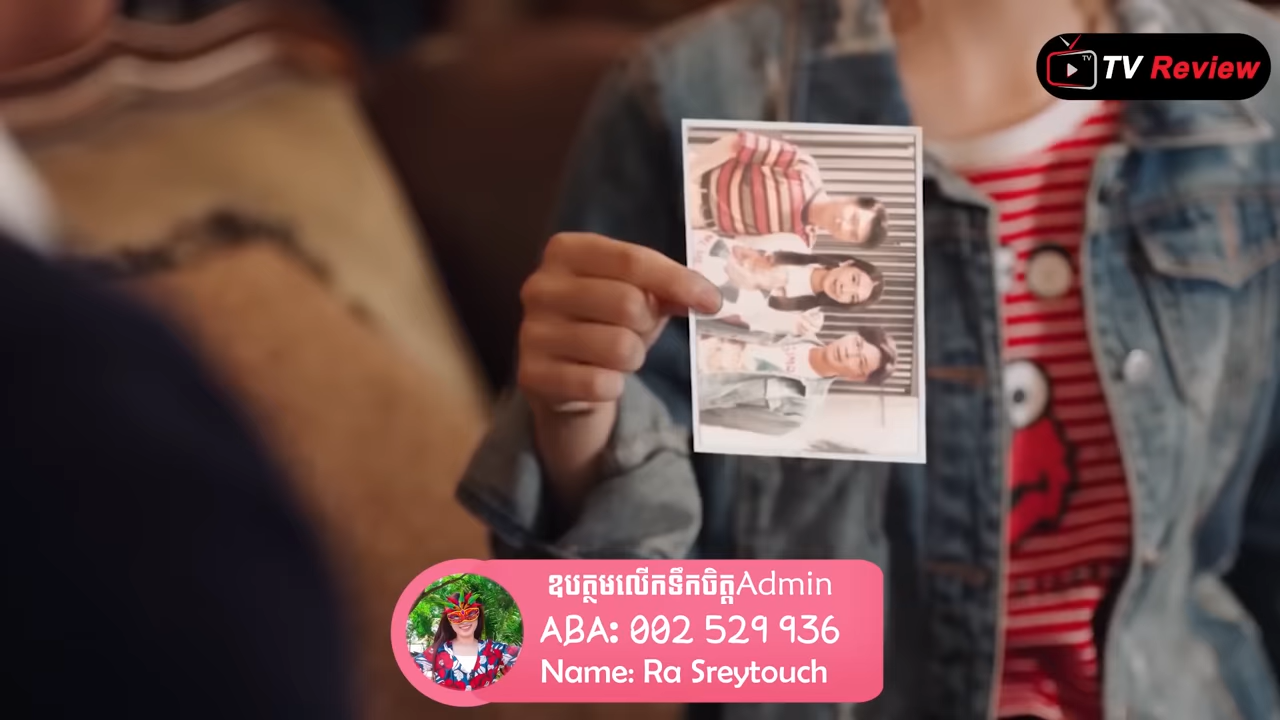 TV
TV Review
ឧបត្ថមលើកទឹកចិត្តAdmin
ABA: 002 529 936
Name: Ra Sreytouch